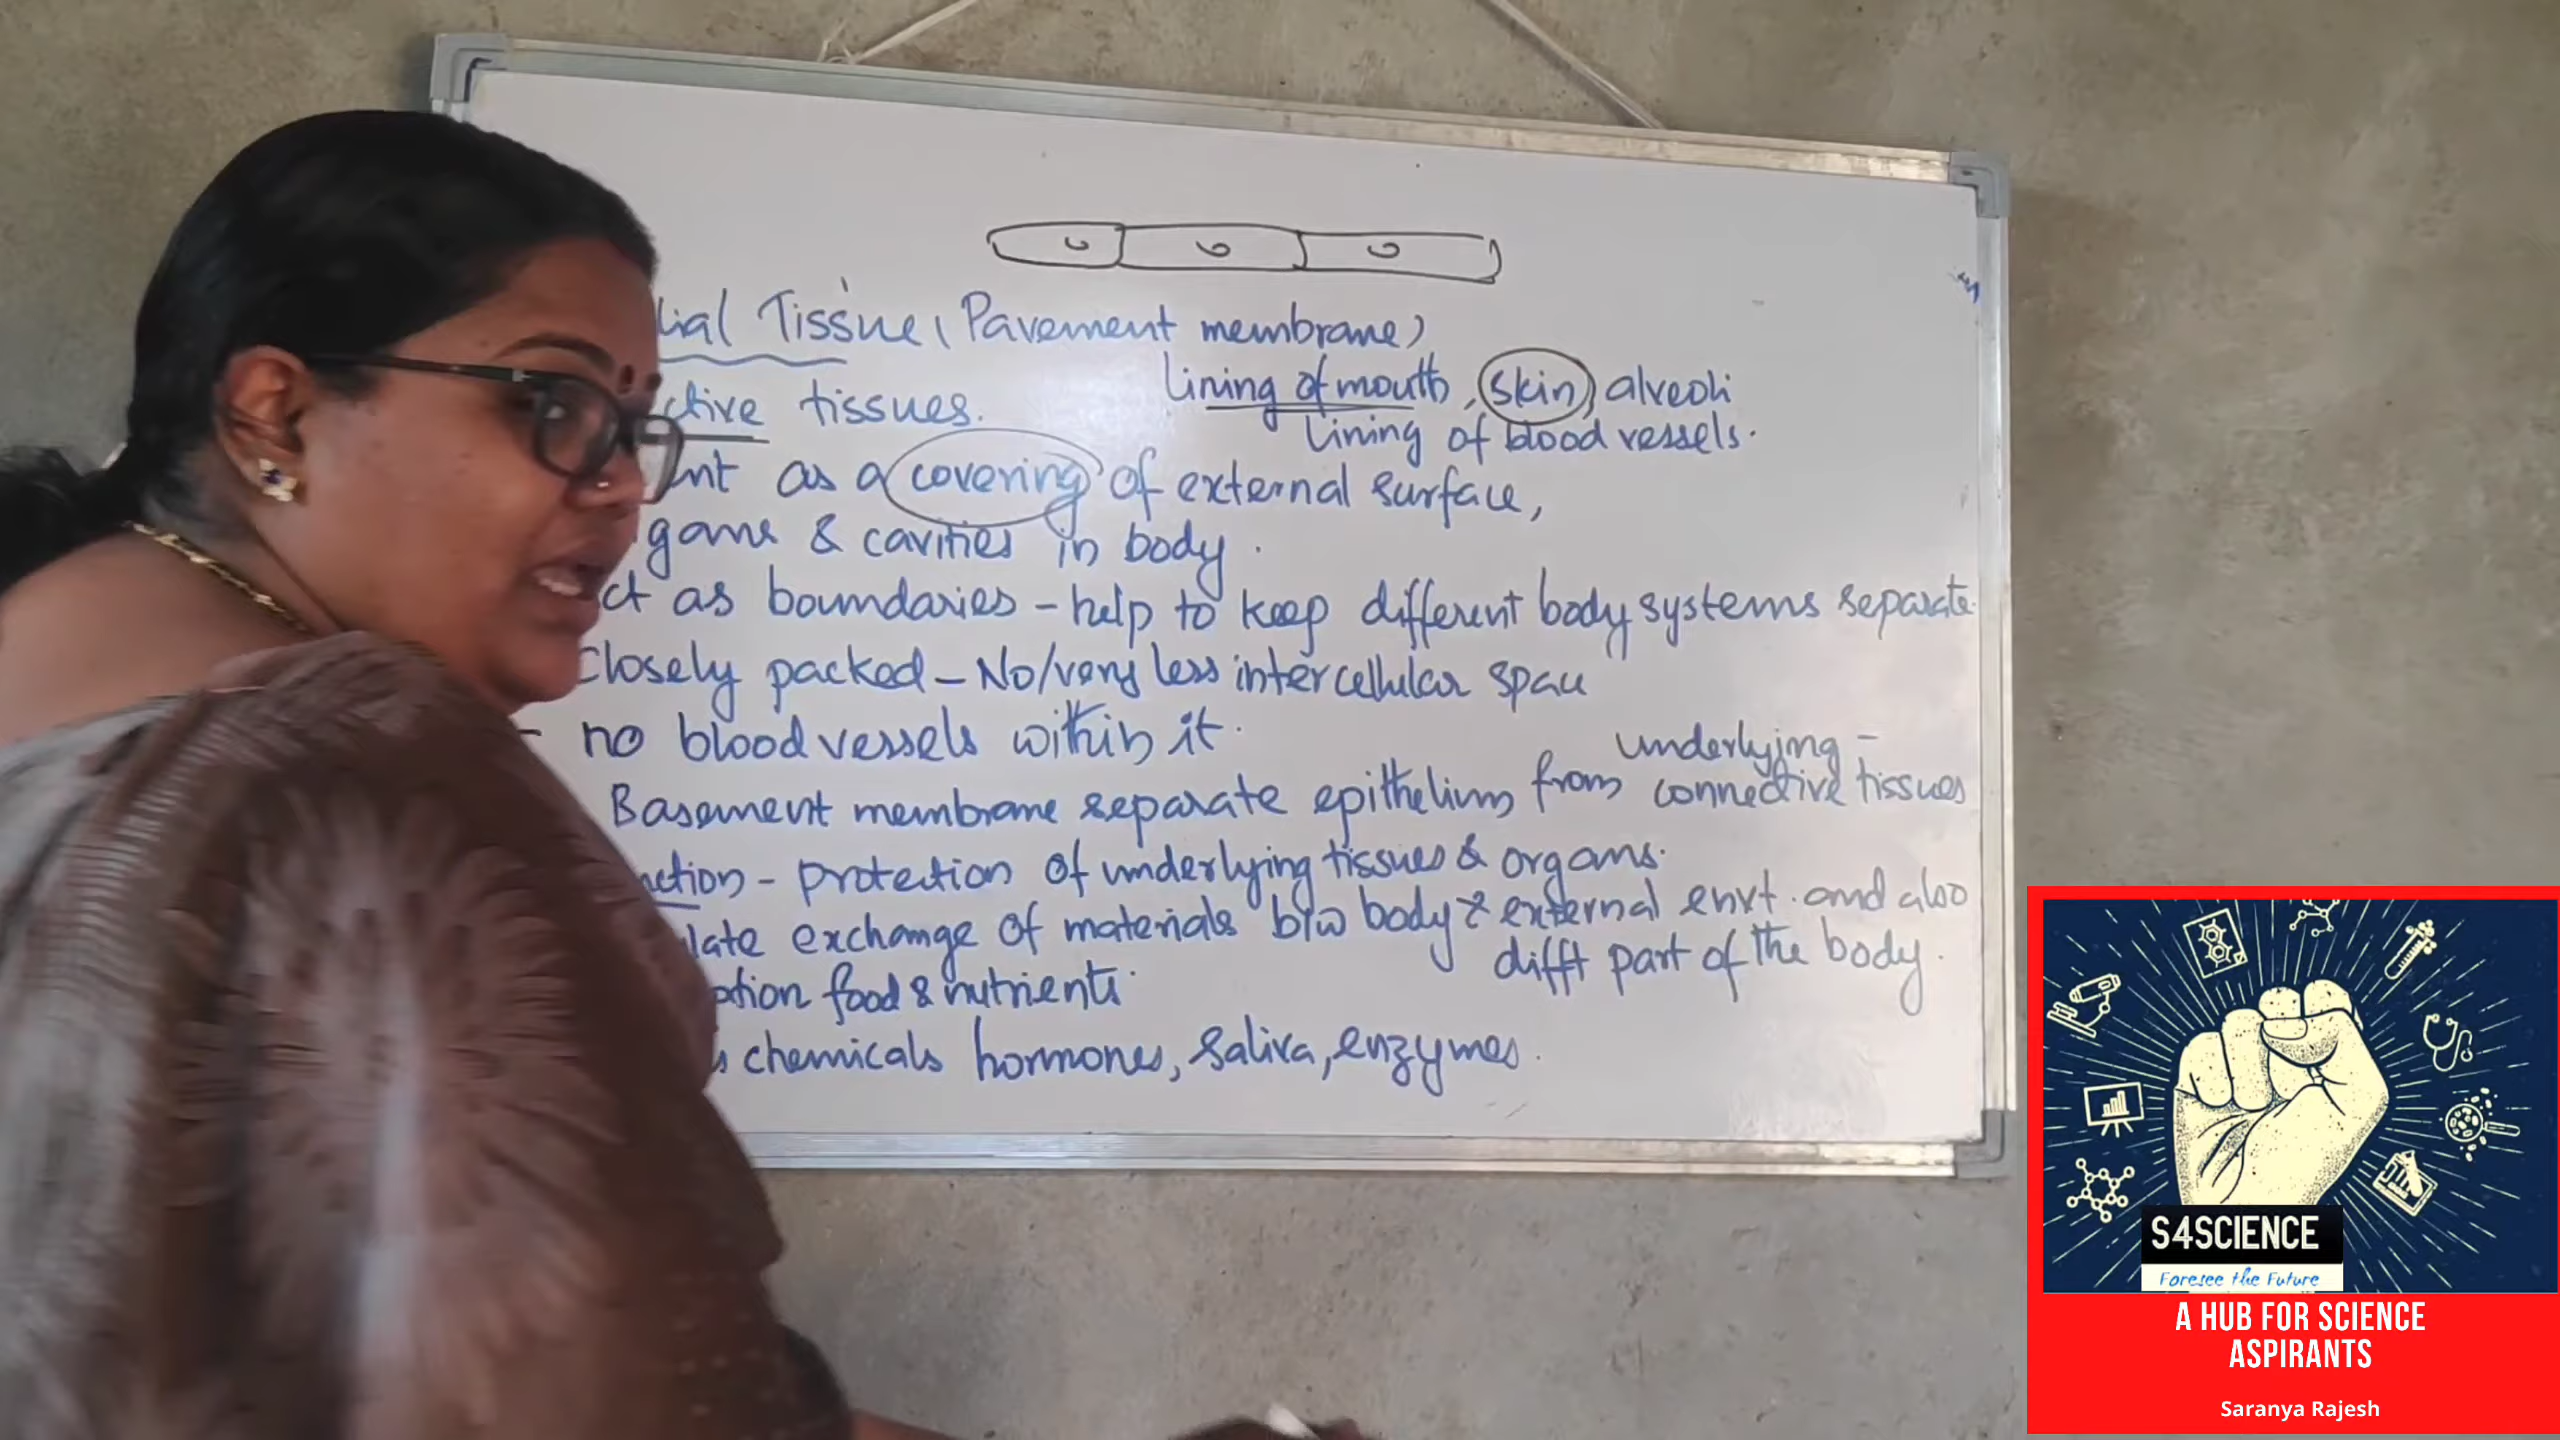 lial Tissue (Pavement membrane)
lining of mouth, skin, alveoli
ctive tissues.
lining of blood vessels.
ent as a covering of external surface,
gans & cavities in body.
ct as boundaries - help to keep different body systems separate.
Closely packed - No/very less intercellular space
- no blood vessels within it.
underlying -
Basement membrane separate epithelium from connective tissues
nction - protection of underlying tissues & organs.
late exchange of materials b/w body & external envt. and also
difft part of the body.
ption food & nutrients.
s chemicals hormones, saliva, enzymes.
S4SCIENCE
Foresee the Future
A HUB FOR SCIENCE
ASPIRANTS
Saranya Rajesh